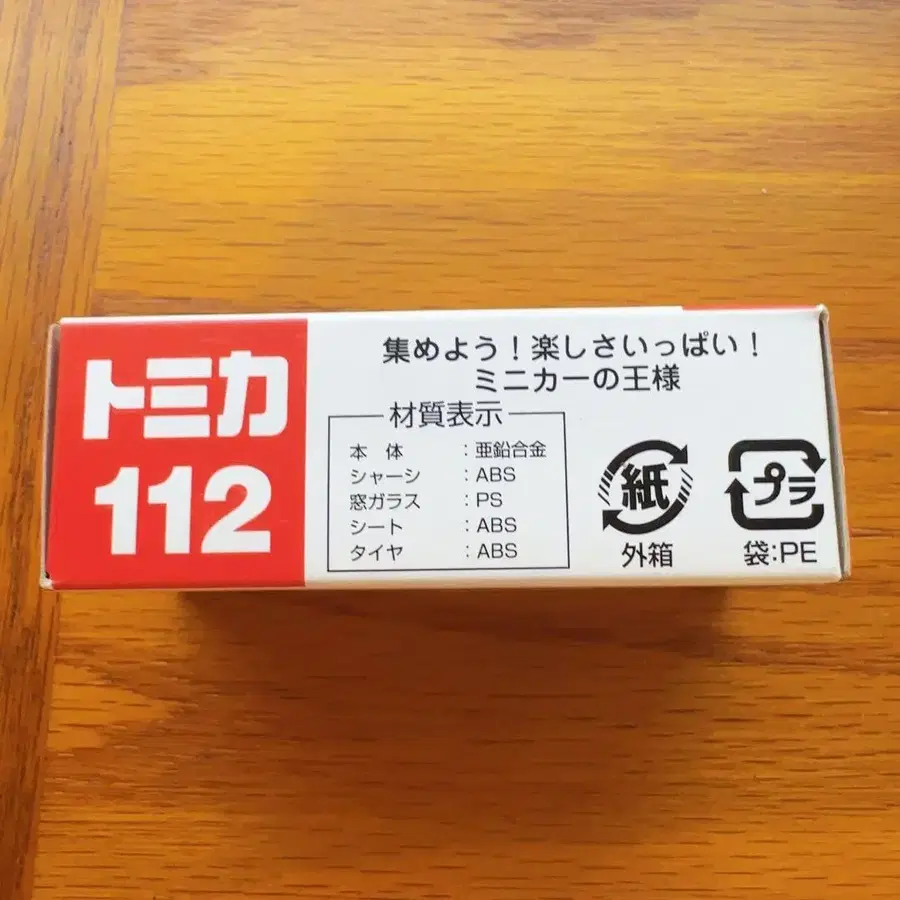 トミカ
112
集めよう！楽しさいっぱい！
ミニカーの王様
材質表示
本 体 ：亜鉛合金
シャーシ ：ABS
窓ガラス ：PS
シート ：ABS
タイヤ ：ABS
紙
外箱
プラ
袋:PE